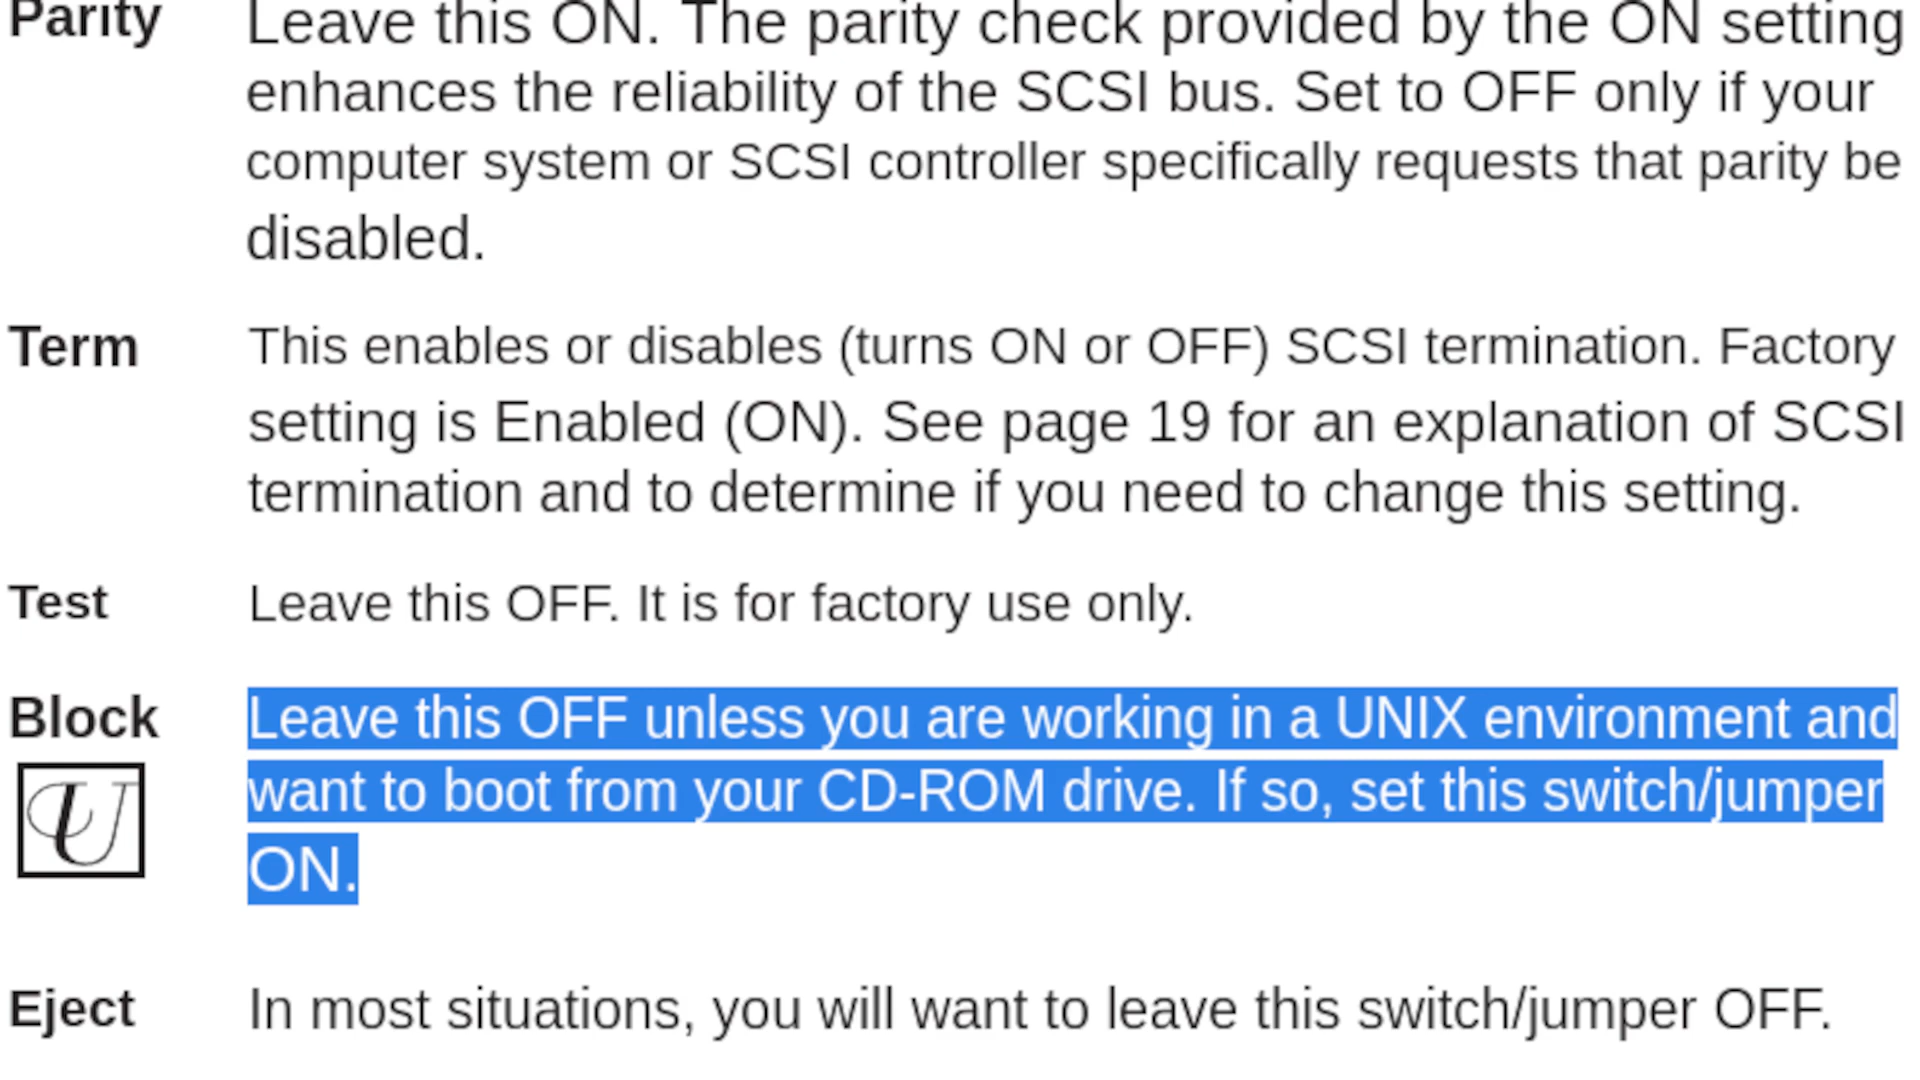 Parity Leave this ON. The parity check provided by the ON setting
enhances the reliability of the SCSI bus. Set to OFF only if your
computer system or SCSI controller specifically requests that parity be
disabled.
Term This enables or disables (turns ON or OFF) SCSI termination. Factory
setting is Enabled (ON). See page 19 for an explanation of SCSI
termination and to determine if you need to change this setting.
Test Leave this OFF. It is for factory use only.
Block Leave this OFF unless you are working in a UNIX environment and
want to boot from your CD-ROM drive. If so, set this switch/jumper
U
ON.
Eject In most situations, you will want to leave this switch/jumper OFF.